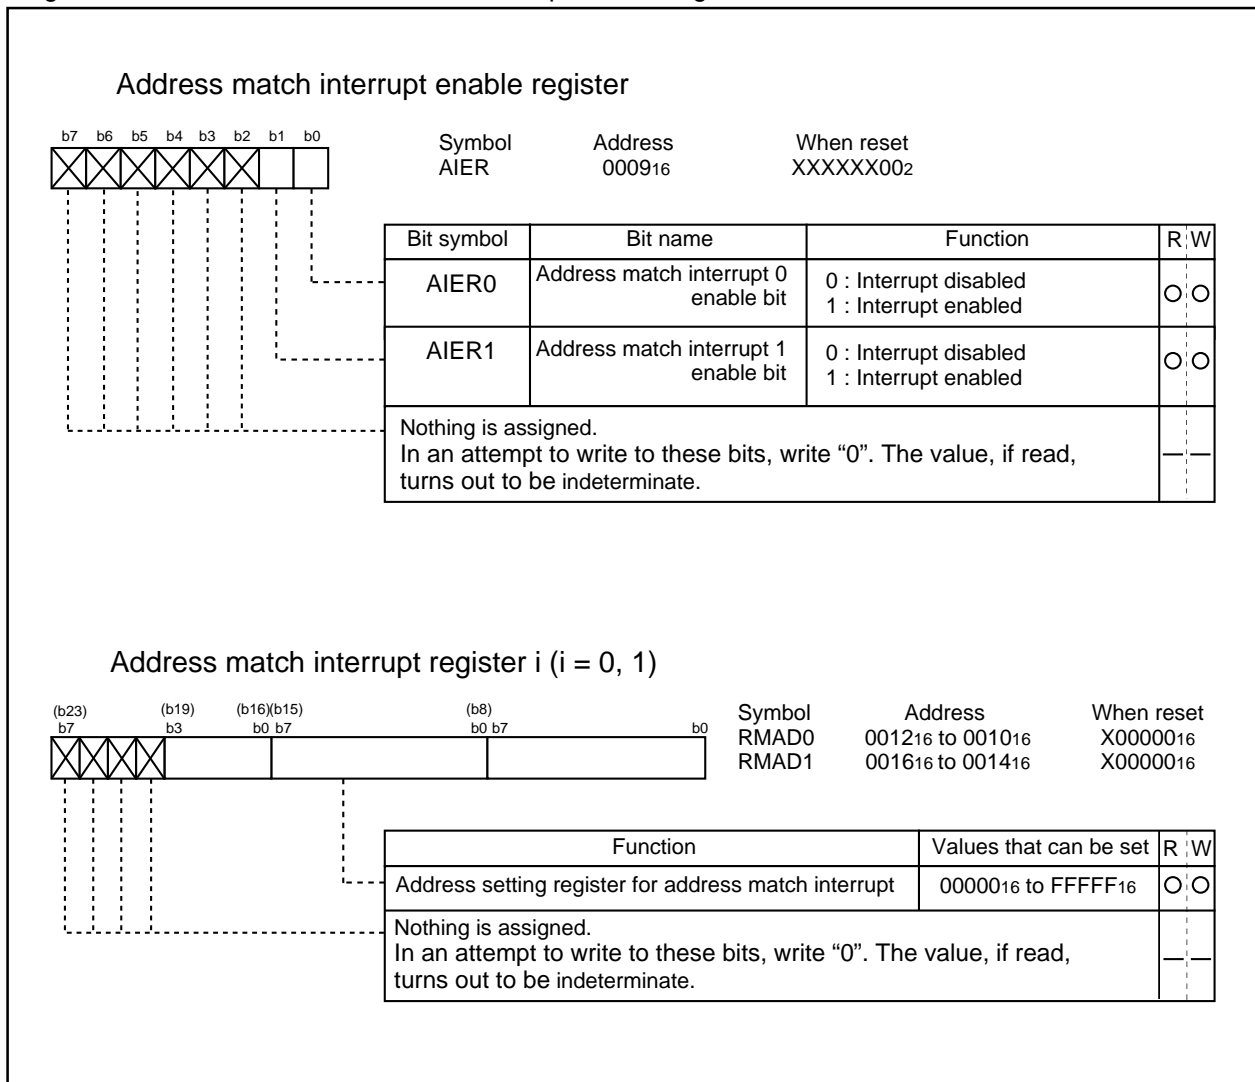 Address match interrupt enable register
b7 b6 b5 b4 b3 b2 b1 b0
Symbol Address When reset
AIER 000916 XXXXXX002
Bit symbol Bit name Function R W
AIER0 Address match interrupt 0 enable bit 0 : Interrupt disabled
1 : Interrupt enabled
AIER1 Address match interrupt 1 enable bit 0 : Interrupt disabled
1 : Interrupt enabled
Nothing is assigned.
In an attempt to write to these bits, write “0”. The value, if read,
turns out to be indeterminate.
Address match interrupt register i (i = 0, 1)
(b23) (b19) (b16)(b15) (b8)
b7 b3 b0 b7 b0 b7 b0
Symbol Address When reset
RMAD0 001216 to 001016 X0000016
RMAD1 001616 to 001416 X0000016
Function Values that can be set R W
Address setting register for address match interrupt 0000016 to FFFFF16
Nothing is assigned.
In an attempt to write to these bits, write “0”. The value, if read,
turns out to be indeterminate.